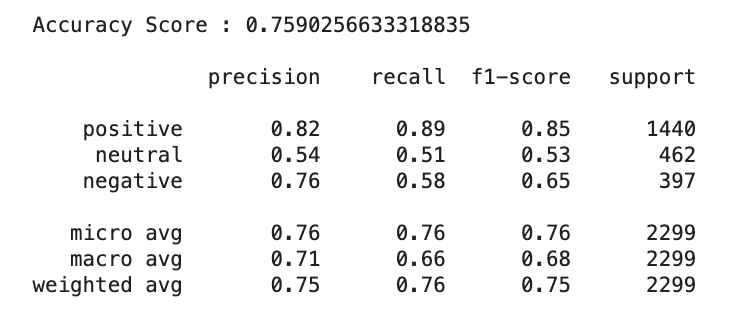 Accuracy Score : 0.7590256633318835
precision recall f1-score support
positive 0.82 0.89 0.85 1440
neutral 0.54 0.51 0.53 462
negative 0.76 0.58 0.65 397
micro avg 0.76 0.76 0.76 2299
macro avg 0.71 0.66 0.68 2299
weighted avg 0.75 0.76 0.75 2299